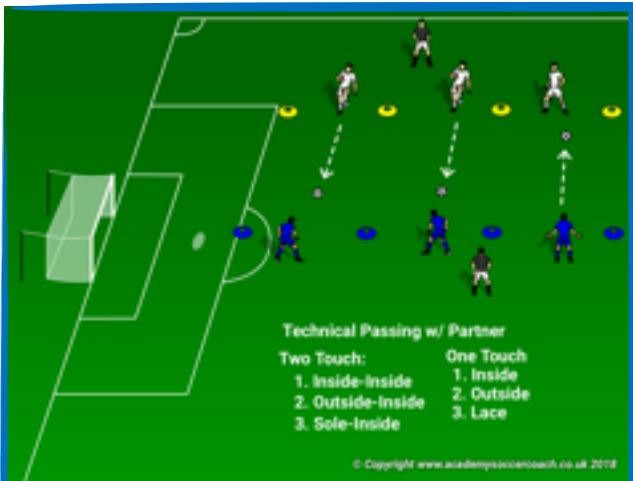 Technical Passing w/ Partner
Two Touch:
1. Inside-Inside
2. Outside-Inside
3. Sole-Inside
One Touch
1. Inside
2. Outside
3. Lace
© Copyright www.academysoccercoach.co.uk 2018